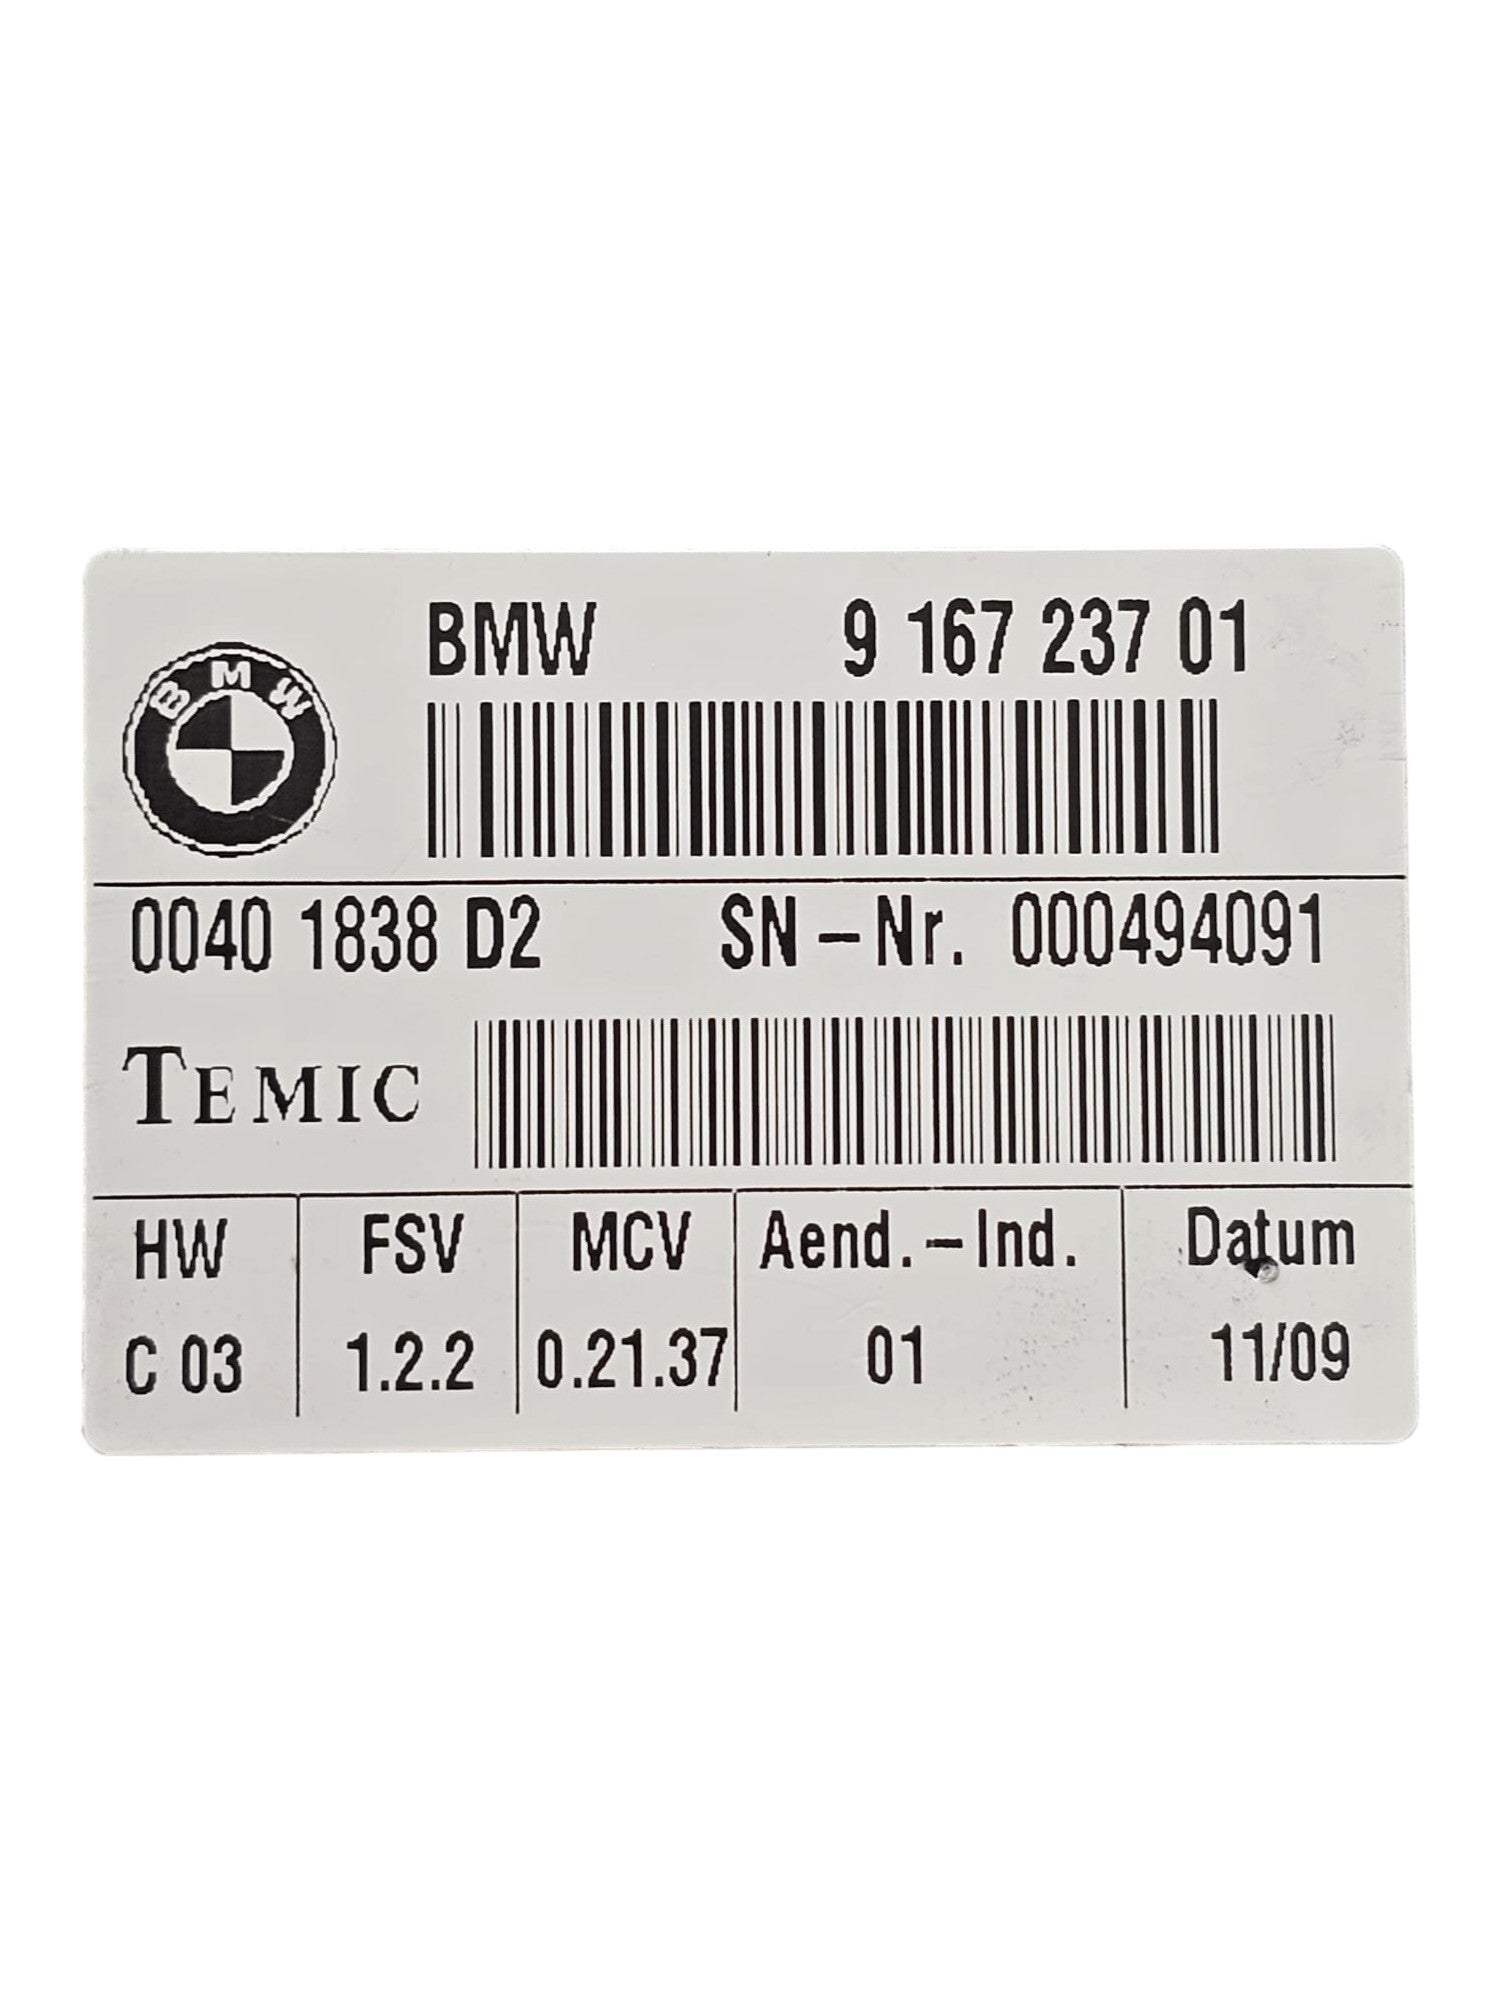 BMW 9 167 237 01
BMW
0040 1838 D2 SN-Nr. 000494091
TEMIC
HW FSV MCV Aend.-Ind. Datum
C 03 1.2.2 0.21.37 01 11/09